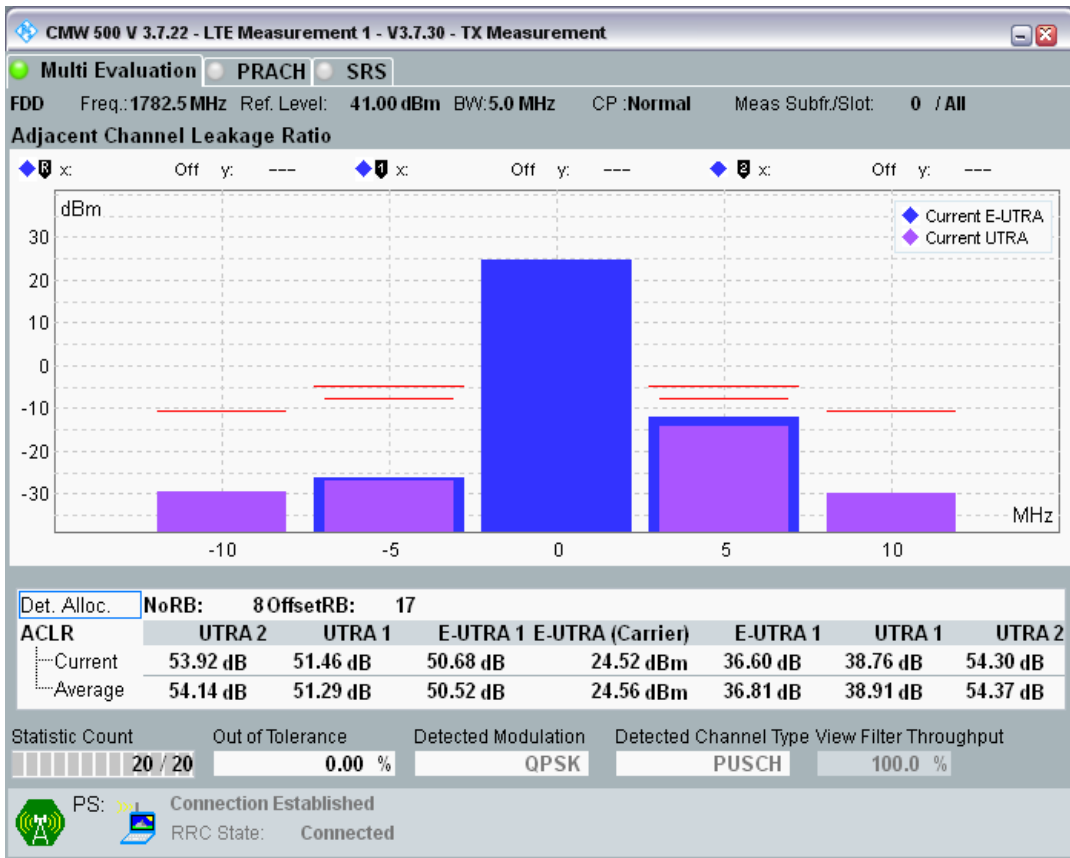 CMW 500 V 3.7.22 - LTE Measurement 1 - V3.7.30 - TX Measurement
Multi Evaluation PRACH SRS
FDD Freq.: 1782.5 MHz Ref. Level: 41.00 dBm BW: 5.0 MHz CP : Normal Meas Subfr./Slot: 0 / All
Adjacent Channel Leakage Ratio
R x: Off y: --- 1 x: Off y: --- 2 x: Off y: ---
dBm
Current E-UTRA
Current UTRA
30
20
10
0
-10
-20
-30
MHz
-10 -5 0 5 10
Det. Alloc. NoRB: 8 OffsetRB: 17
ACLR UTRA 2 UTRA 1 E-UTRA 1 E-UTRA (Carrier) E-UTRA 1 UTRA 1 UTRA 2
Current 53.92 dB 51.46 dB 50.68 dB 24.52 dBm 36.60 dB 38.76 dB 54.30 dB
Average 54.14 dB 51.29 dB 50.52 dB 24.56 dBm 36.81 dB 38.91 dB 54.37 dB
Statistic Count Out of Tolerance Detected Modulation Detected Channel Type View Filter Throughput
20 / 20 0.00 % QPSK PUSCH 100.0 %
PS: Connection Established
RRC State: Connected